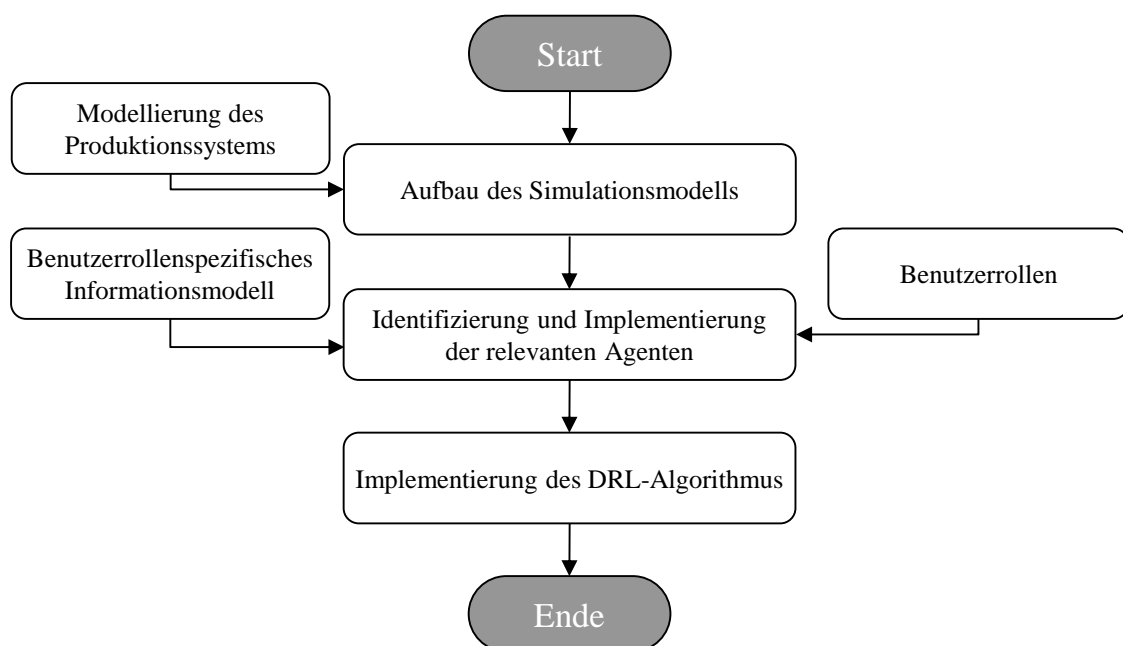 Start
Modellierung des
Produktionssystems
Aufbau des Simulationsmodells
Benutzerrollenspezifisches
Informationsmodell
Benutzerrollen
Identifizierung und Implementierung
der relevanten Agenten
Implementierung des DRL-Algorithmus
Ende